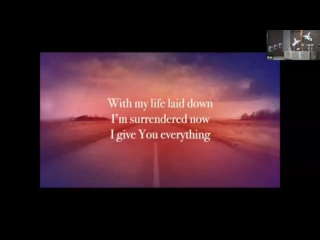 With my life laid down
I'm surrendered now
I give You everything